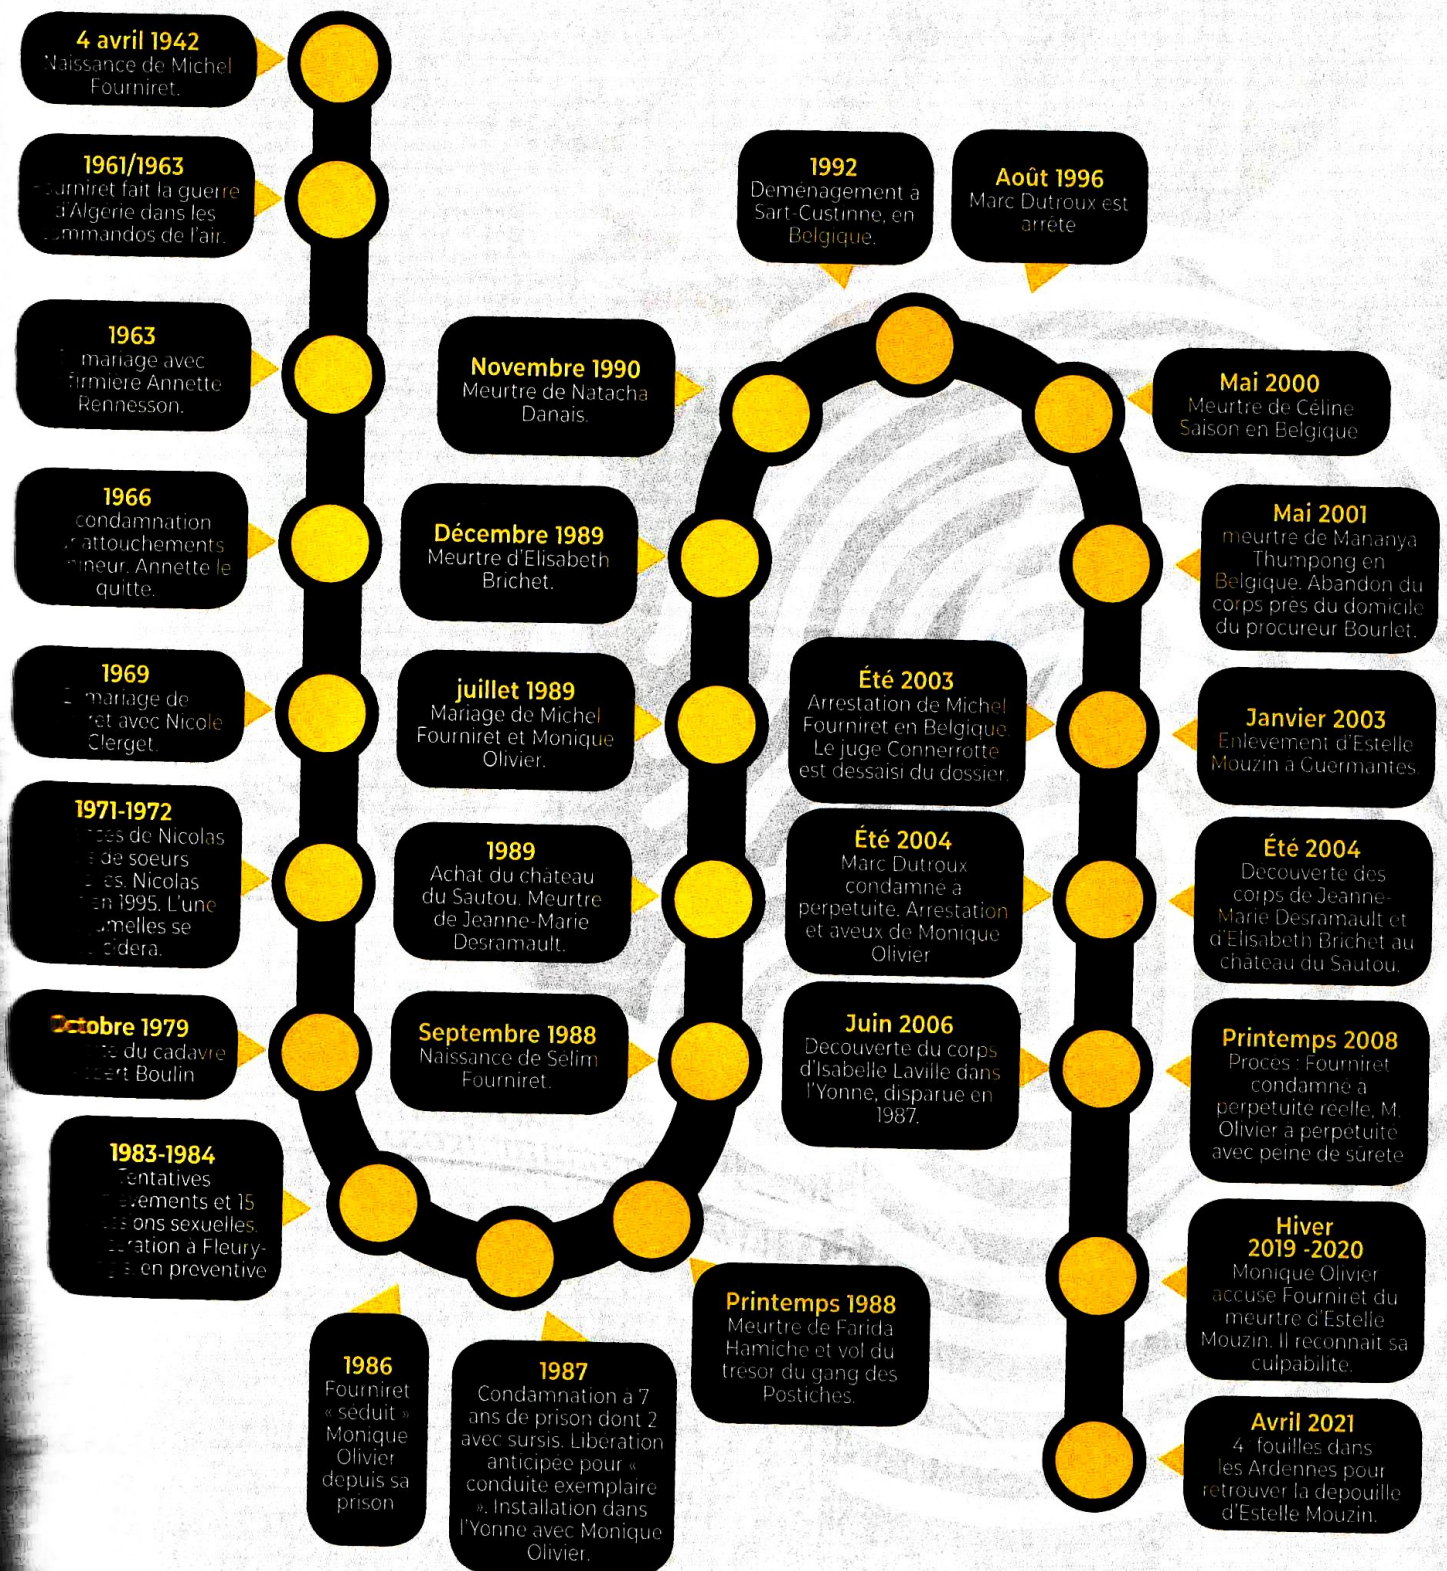 4 avril 1942
Naissance de Michel
Fourniret.
1961/1963
fait la guerre
d'Algérie dans les
de l'air.
1963
mariage avec
Annette
Rennesson.
1966
condamnation
attouchements
Annette le
quitte.
1969
mariage de
avec Nicole
Clerget.
1971-1972
de Nicolas
de soeurs
Nicolas
en 1995. L'une
se
Octobre 1979
du cadavre
Boulin
1983-1984
Tentatives
et 15
sexuelles.
à Fleury-
en preventive
1986
Fourniret
« séduit »
Monique
Olivier
depuis sa
prison
1987
Condamnation à 7
ans de prison dont 2
avec sursis. Libération
anticipée pour «
conduite exemplaire
». Installation dans
l'Yonne avec Monique
Olivier.
Printemps 1988
Meurtre de Farida
Hamiche et vol du
trésor du gang des
Postiches.
Septembre 1988
Naissance de Sélim
Fourniret.
1989
Achat du château
du Sautou. Meurtre
de Jeanne-Marie
Desramault.
juillet 1989
Mariage de Michel
Fourniret et Monique
Olivier.
Décembre 1989
Meurtre d'Elisabeth
Brichet.
Novembre 1990
Meurtre de Natacha
Danais.
1992
Déménagement à
Sart-Custinne, en
Belgique.
Août 1996
Marc Dutroux est
arrêté
Mai 2000
Meurtre de Céline
Saison en Belgique
Mai 2001
meurtre de Mananya
Thumpong en
Belgique. Abandon du
corps près du domicile
du procureur Bourlet.
Janvier 2003
Enlevement d'Estelle
Mouzin a Guermantes.
Été 2003
Arrestation de Michel
Fourniret en Belgique.
Le juge Connerrotte
est dessaisi du dossier.
Été 2004
Marc Dutroux
condamné à
perpétuité. Arrestation
et aveux de Monique
Olivier
Été 2004
Decouverte des
corps de Jeanne-
Marie Desramault et
d'Elisabeth Brichet au
château du Sautou.
Juin 2006
Decouverte du corps
d'Isabelle Laville dans
l'Yonne, disparue en
1987.
Printemps 2008
Procès : Fourniret
condamné à
perpétuité réelle, M.
Olivier à perpétuité
avec peine de sûreté
Hiver
2019 -2020
Monique Olivier
accuse Fourniret du
meurtre d'Estelle
Mouzin. Il reconnait sa
culpabilite.
Avril 2021
fouilles dans
les Ardennes pour
retrouver la depouille
d'Estelle Mouzin.